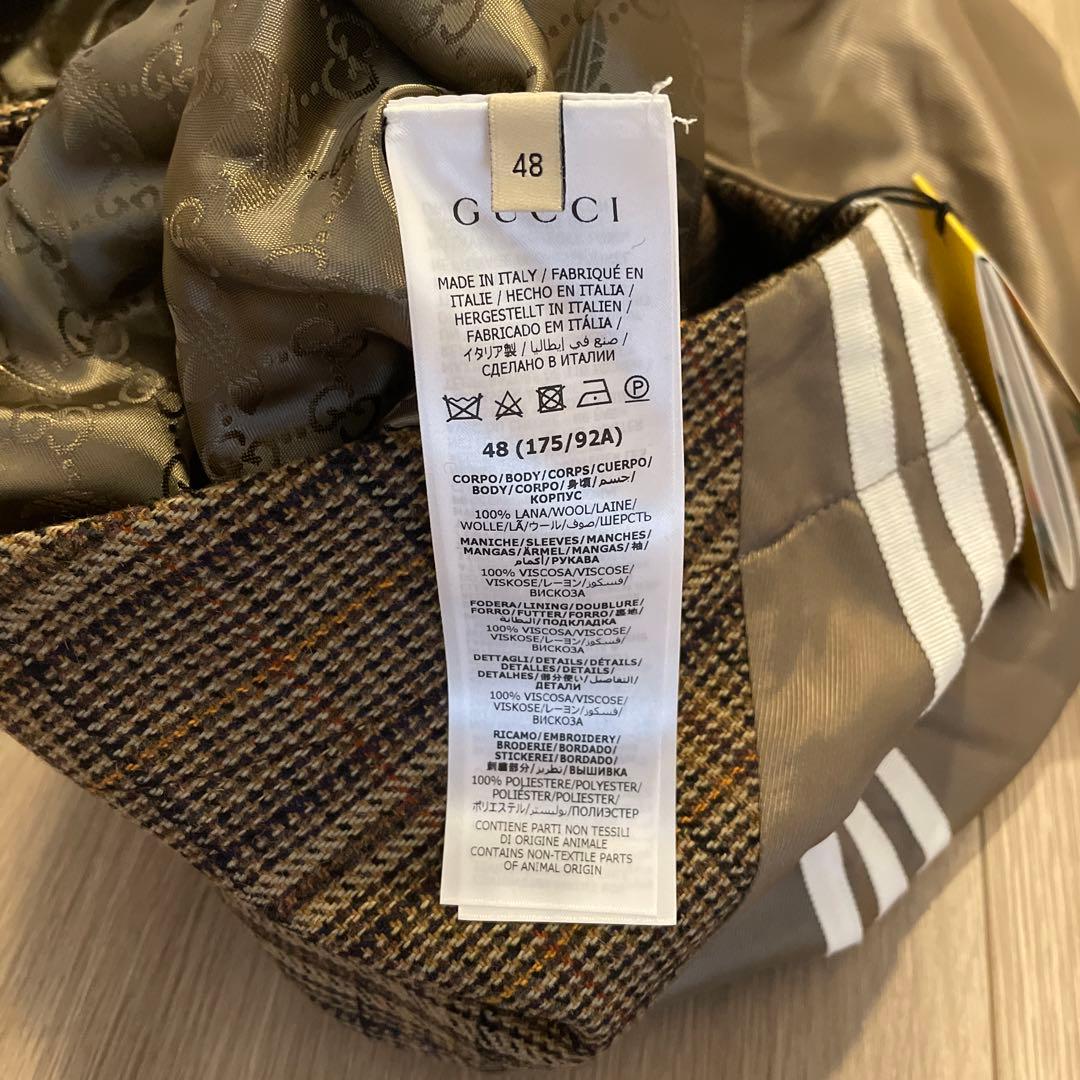 48
GUCCI
MADE IN ITALY / FABRIQUÉ EN
ITALIE / HECHO EN ITALIA /
HERGESTELLT IN ITALIEN /
FABRICADO EM ITÁLIA /
イタリア製 / صنع في إيطاليا /
СДЕЛАНО В ИТАЛИИ
P
48 (175/92A)
CORPO/BODY/CORPS/CUERPO/
BODY/CORPO/身頃/جسم/
КОРПУС
100% LANA/WOOL/LAINE/
WOLLE/LÃ/ウール/صوف/ШЕРСТЬ
MANICHE/SLEEVES/MANCHES/
MANGAS/ÄRMEL/MANGAS/袖/
أكمام/РУКАВА
100% VISCOSA/VISCOSE/
VISKOSE/レーヨン/فسكوز/
ВИСКОЗА
FODERA/LINING/DOUBLURE/
FORRO/FUTTER/FORRO/裏地/
البطانة/ПОДКЛАДКА
100% VISCOSA/VISCOSE/
VISKOSE/レーヨン/فسكوز/
ВИСКОЗА
DETTAGLI/DETAILS/DÉTAILS/
DETALLES/DETAILS/
DETALHES/部分使い/التفاصيل/
ДЕТАЛИ
100% VISCOSA/VISCOSE/
VISKOSE/レーヨン/فسكوز/
ВИСКОЗА
RICAMO/EMBROIDERY/
BRODERIE/BORDADO/
STICKEREI/BORDADO/
刺繍部分/تطريز/ВЫШИВКА
100% POLIESTERE/POLYESTER/
POLIÉSTER/POLIESTER/
ポリエステル/بوليستر/ПОЛИЭСТЕР
CONTIENE PARTI NON TESSILI
DI ORIGINE ANIMALE
CONTAINS NON-TEXTILE PARTS
OF ANIMAL ORIGIN